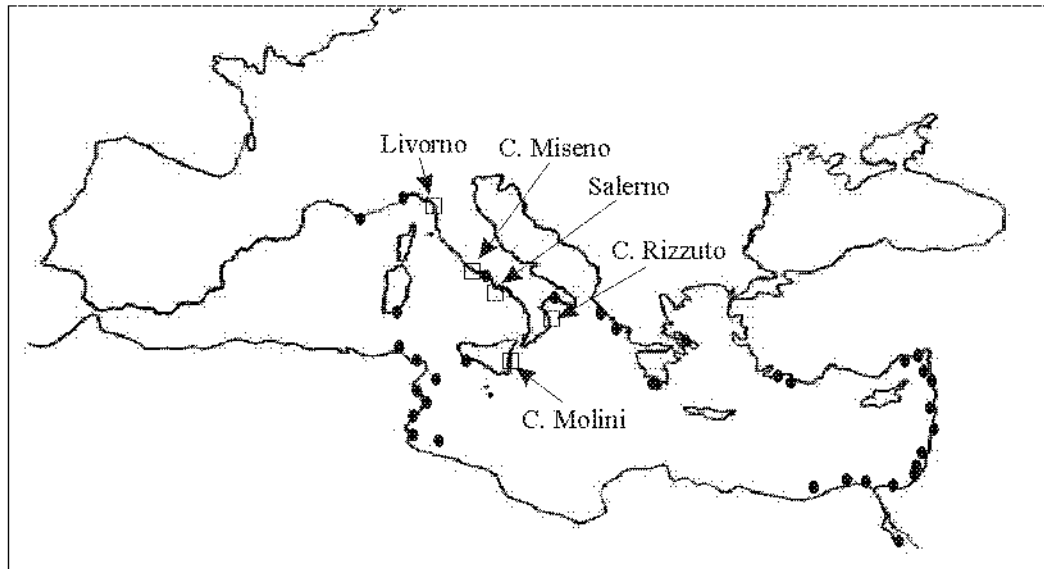 Livorno
C. Miseno
Salerno
C. Rizzuto
C. Molini